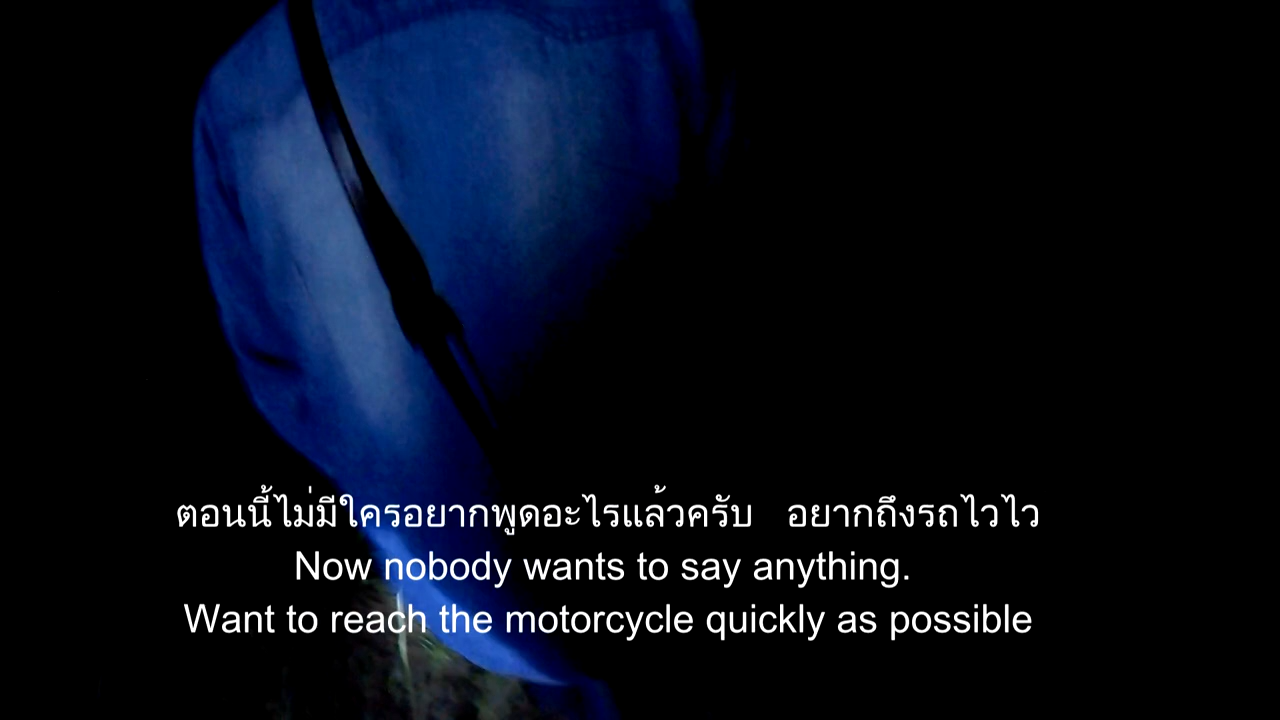 ตอนนี้ไม่มีใครอยากพูดอะไรแล้วครับ อยากถึงรถไวไว
Now nobody wants to say anything.
Want to reach the motorcycle quickly as possible